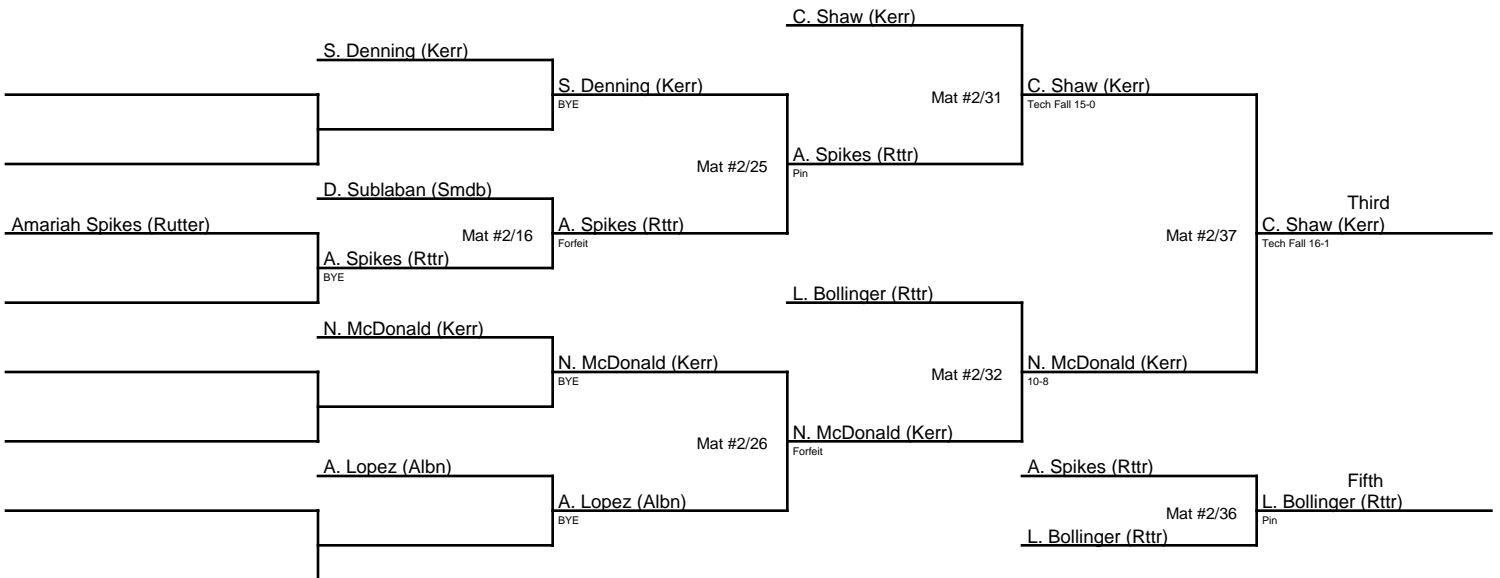 C. Shaw (Kerr)
S. Denning (Kerr)
S. Denning (Kerr)
BYE
Mat #2/31
C. Shaw (Kerr)
Tech Fall 15-0
Mat #2/25
A. Spikes (Rttr)
Pin
D. Sublaban (Smdb)
Amariah Spikes (Rutter)
Mat #2/16
A. Spikes (Rttr)
Forfeit
Mat #2/37
Third
C. Shaw (Kerr)
Tech Fall 16-1
A. Spikes (Rttr)
BYE
L. Bollinger (Rttr)
N. McDonald (Kerr)
N. McDonald (Kerr)
BYE
Mat #2/32
N. McDonald (Kerr)
10-8
Mat #2/26
N. McDonald (Kerr)
Forfeit
A. Lopez (Albn)
A. Spikes (Rttr)
A. Lopez (Albn)
BYE
Mat #2/36
Fifth
L. Bollinger (Rttr)
Pin
L. Bollinger (Rttr)